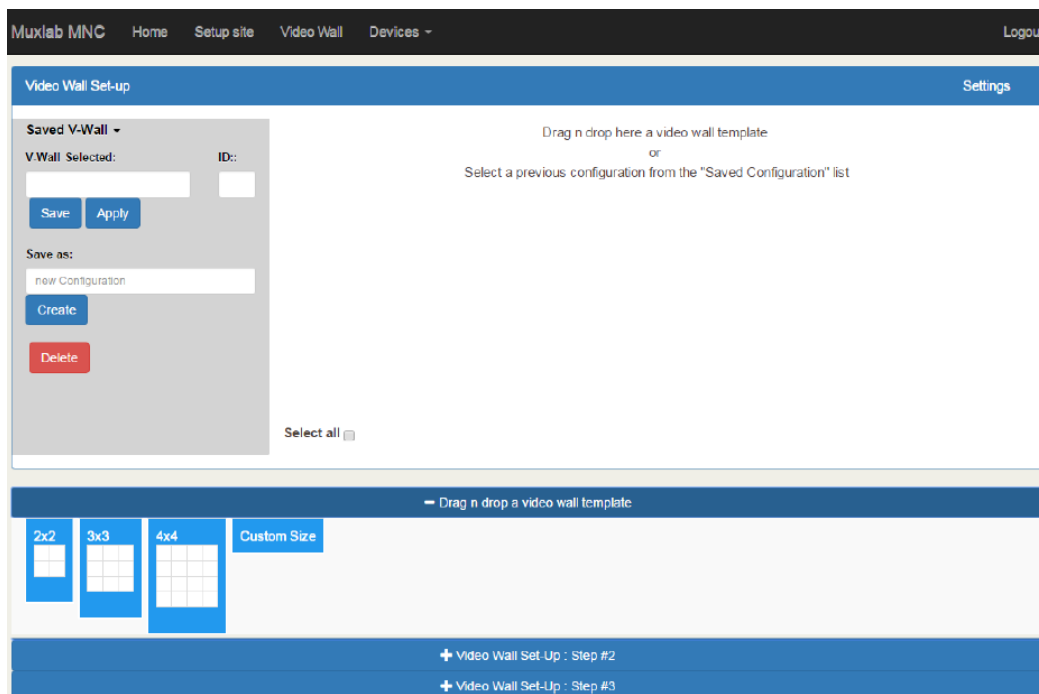 Muxlab MNC Home Setup site Video Wall Devices Logou
Video Wall Set-up Settings
Saved V-Wall
V.Wall Selected: ID::
Save Apply
Save as:
new Configuration
Create
Delete
Drag n drop here a video wall template
or
Select a previous configuration from the "Saved Configuration" list
Select all
Drag n drop a video wall template
2x2 3x3 4x4 Custom Size
Video Wall Set-Up : Step #2
Video Wall Set-Up : Step #3